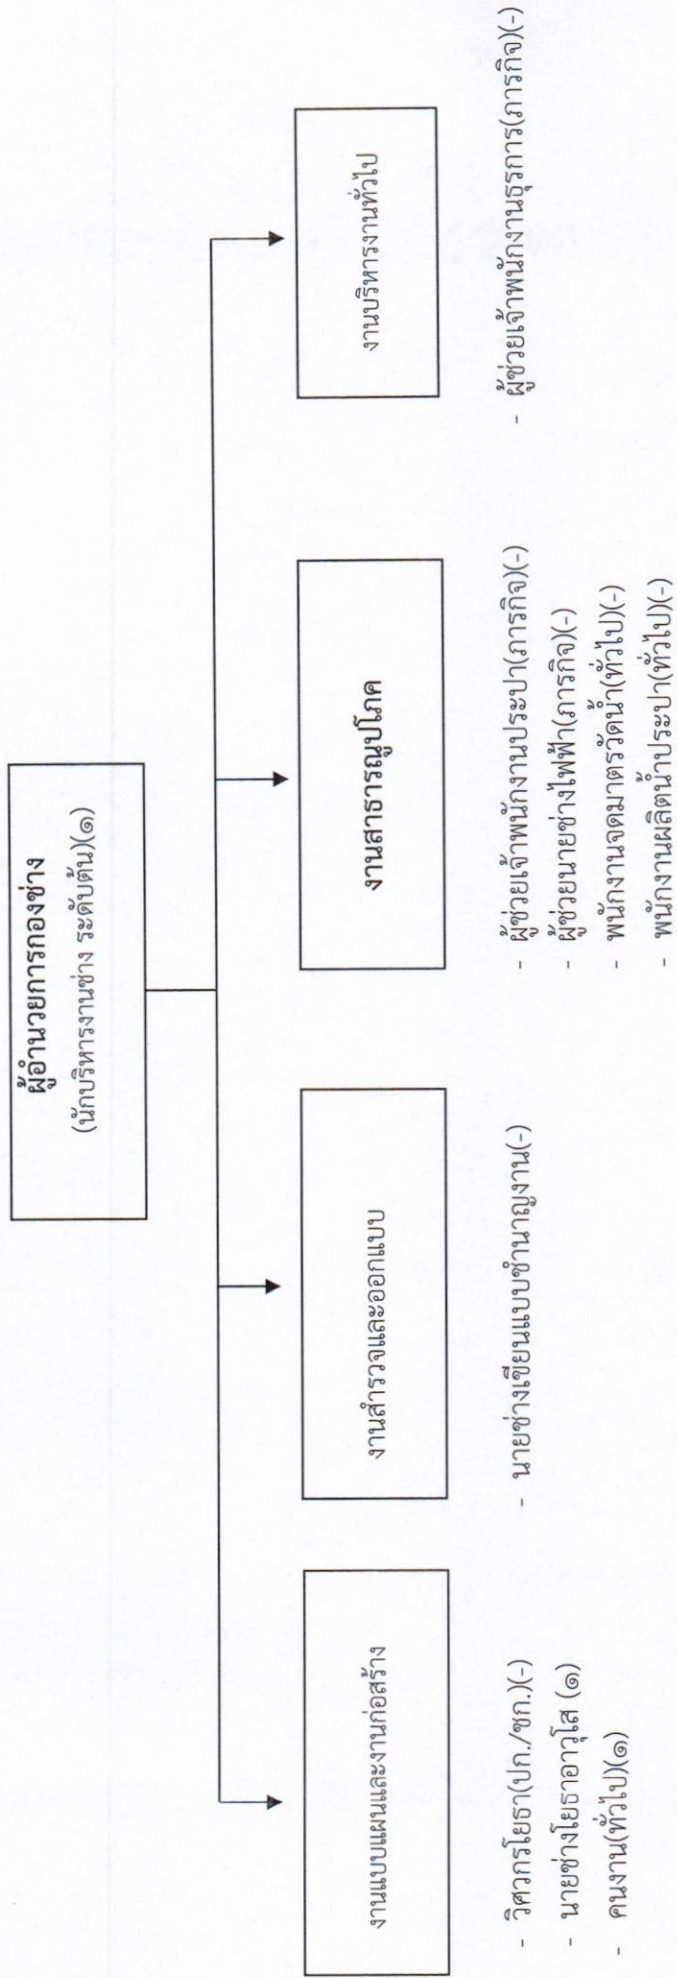 ผู้อำนวยการกองช่าง
(นักบริหารงานช่าง ระดับต้น)(๑)
งานแบบแผนและงานก่อสร้าง
- วิศวกรโยธา(ปก./ชก.)(-)
- นายช่างโยธาอาวุโส (๑)
- คนงาน(ทั่วไป)(๑)
งานสำรวจและออกแบบ
- นายช่างเขียนแบบชำนาญงาน(-)
งานสาธารณูปโภค
- ผู้ช่วยเจ้าพนักงานประปา(ภารกิจ)(-)
- ผู้ช่วยนายช่างไฟฟ้า(ภารกิจ)(-)
- พนักงานจดมาตรวัดน้ำ(ทั่วไป)(-)
- พนักงานผลิตน้ำประปา(ทั่วไป)(-)
งานบริหารงานทั่วไป
- ผู้ช่วยเจ้าพนักงานธุรการ(ภารกิจ)(-)